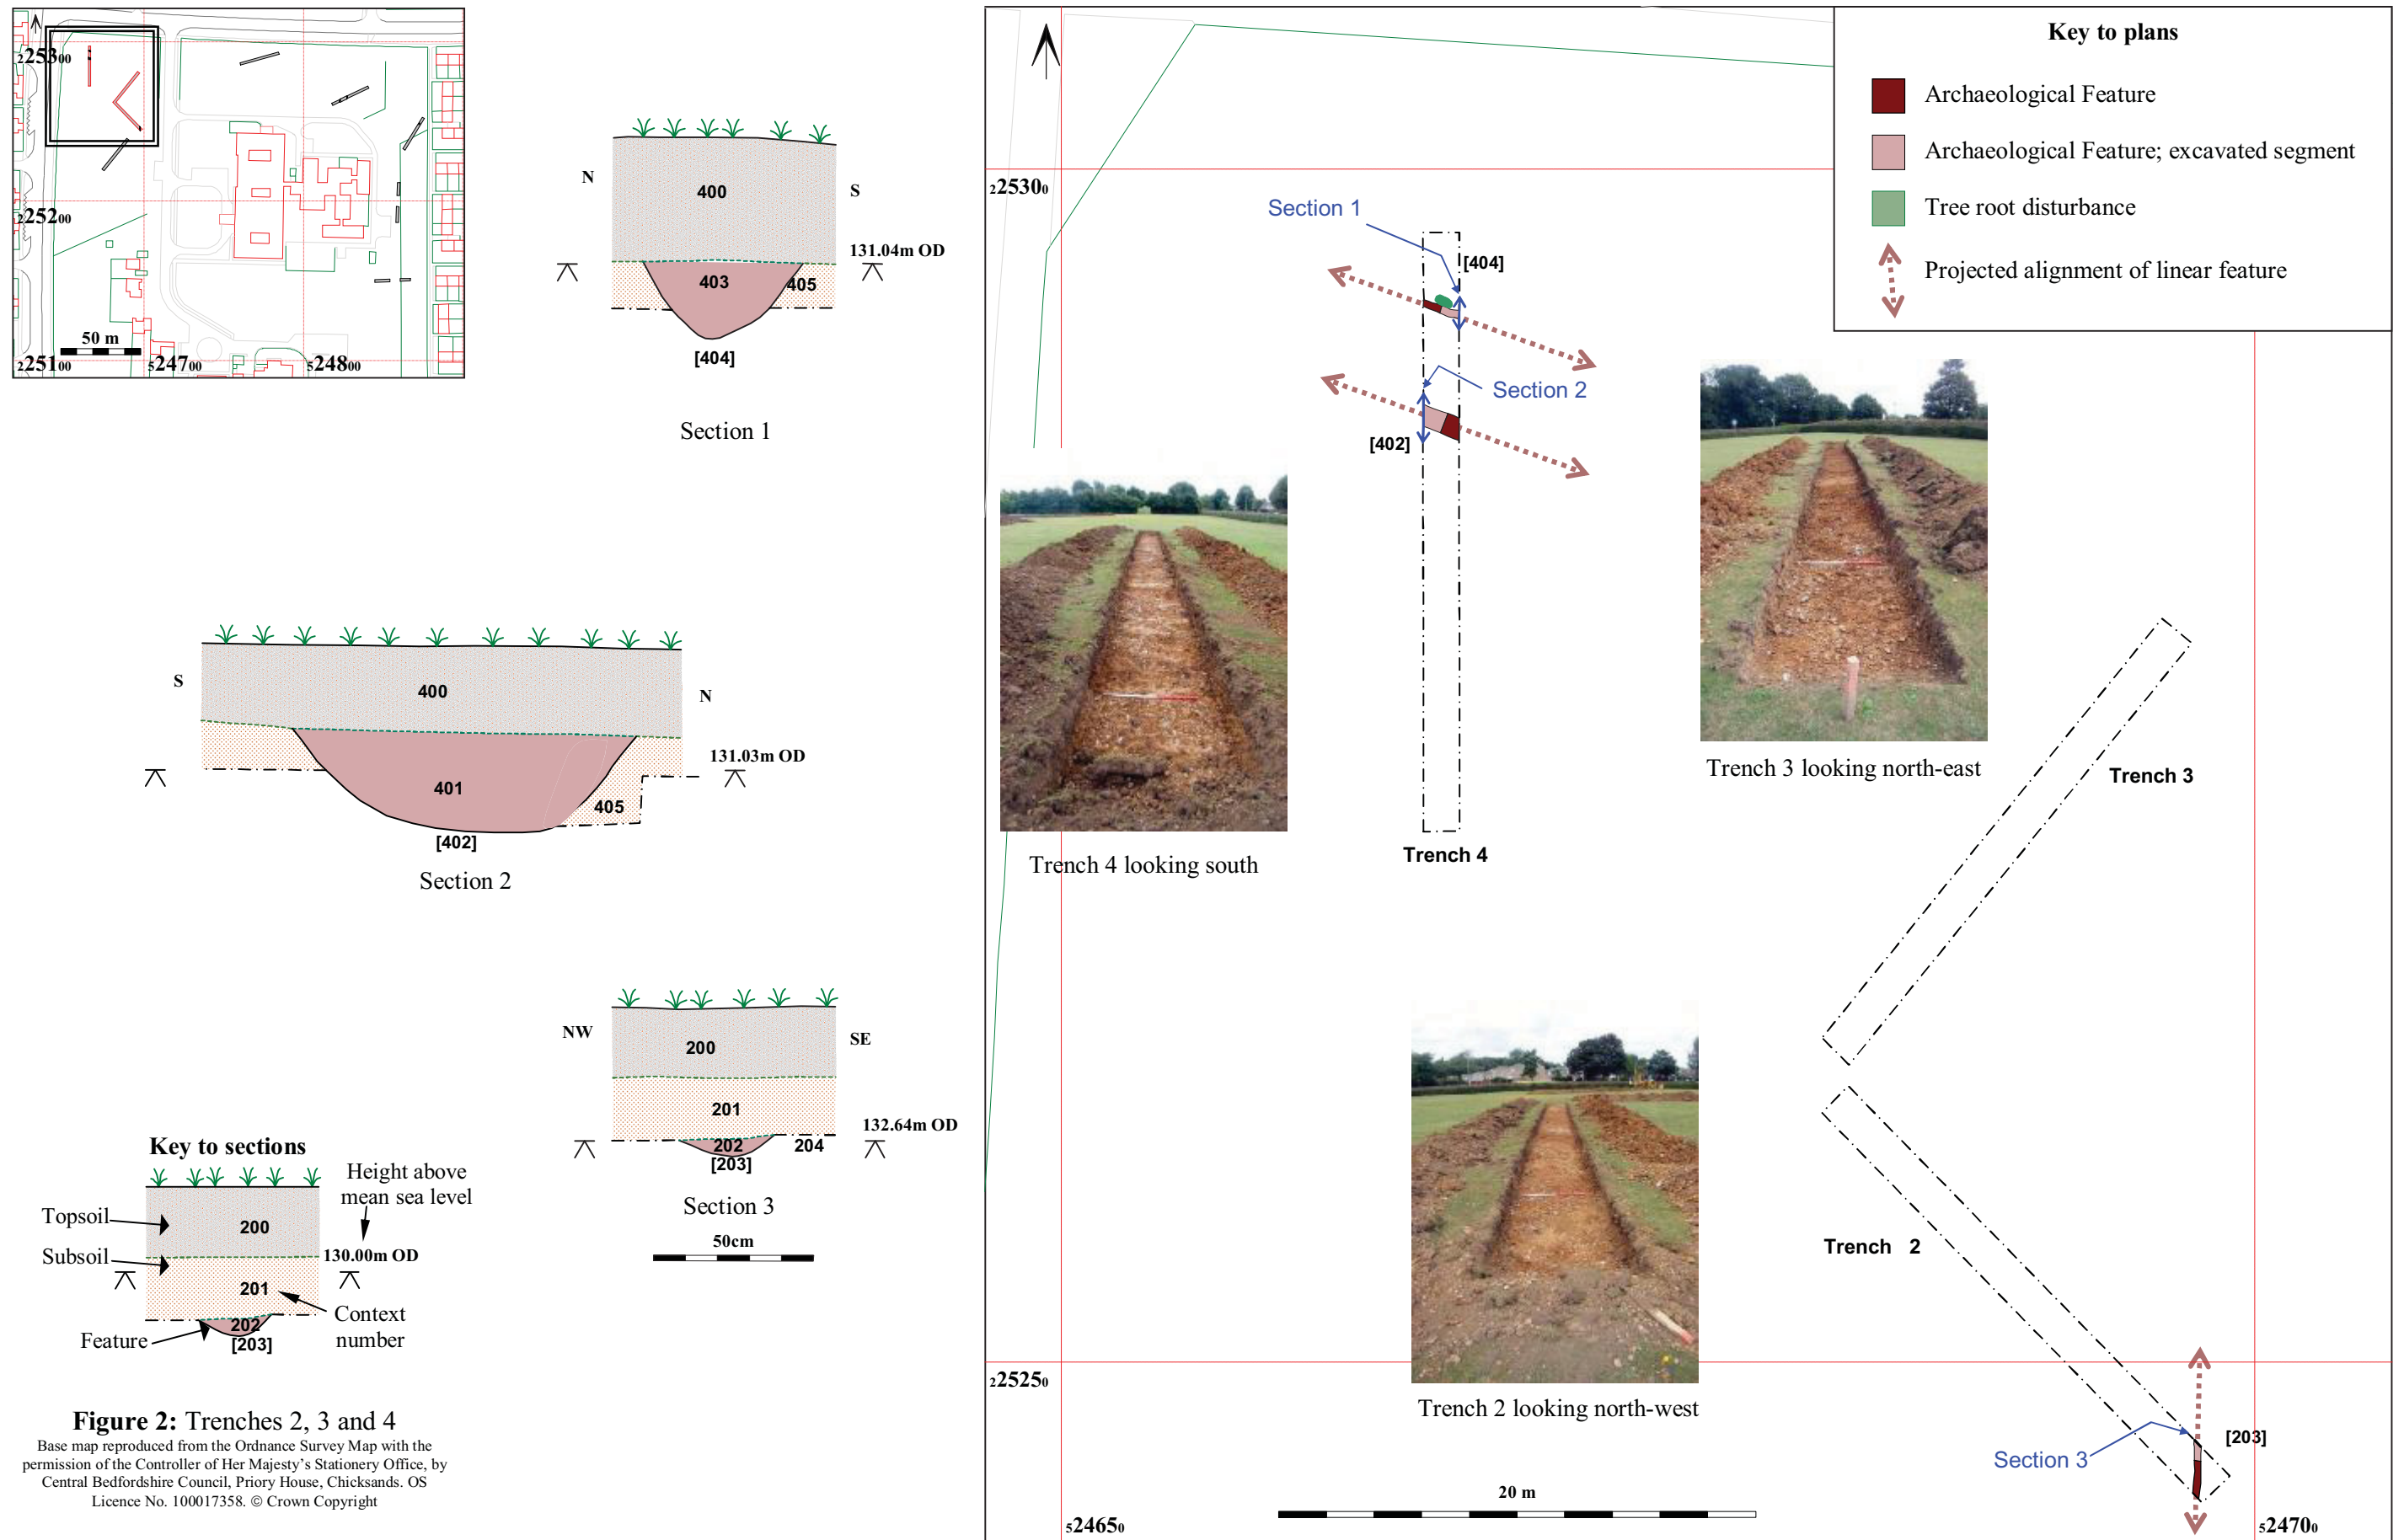 225300
225200
225100
524700
524800
50 m
N
S
400
403
405
131.04m OD
[404]
Section 1
S
N
400
401
405
131.03m OD
[402]
Section 2
NW
SE
200
201
202
[203]
204
132.64m OD
Section 3
50cm
Key to sections
Height above
mean sea level
Topsoil
Subsoil
Feature
200
130.00m OD
201
202
[203]
Context
number
Figure 2: Trenches 2, 3 and 4
Base map reproduced from the Ordnance Survey Map with the
permission of the Controller of Her Majesty's Stationery Office, by
Central Bedfordshire Council, Priory House, Chicksands. OS
Licence No. 100017358. © Crown Copyright
Key to plans
Archaeological Feature
Archaeological Feature; excavated segment
Tree root disturbance
Projected alignment of linear feature
225300
Section 1
[404]
Section 2
[402]
Trench 4 looking south
Trench 4
Trench 3 looking north-east
Trench 3
Trench 2
Trench 2 looking north-west
225250
[203]
Section 3
20 m
524650
524700